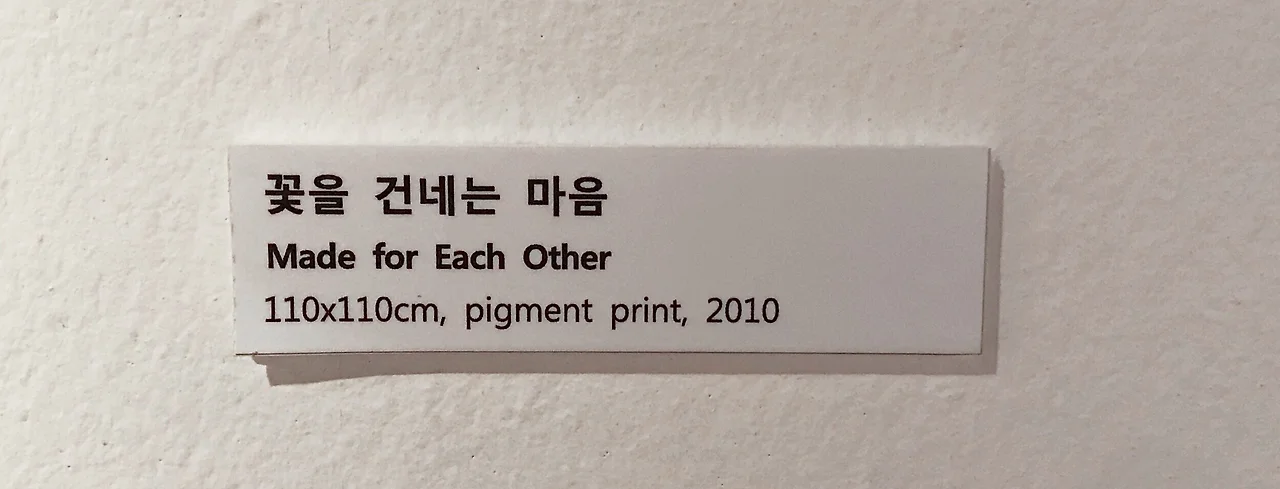 꽃을 건네는 마음
Made for Each Other
110x110cm, pigment print, 2010